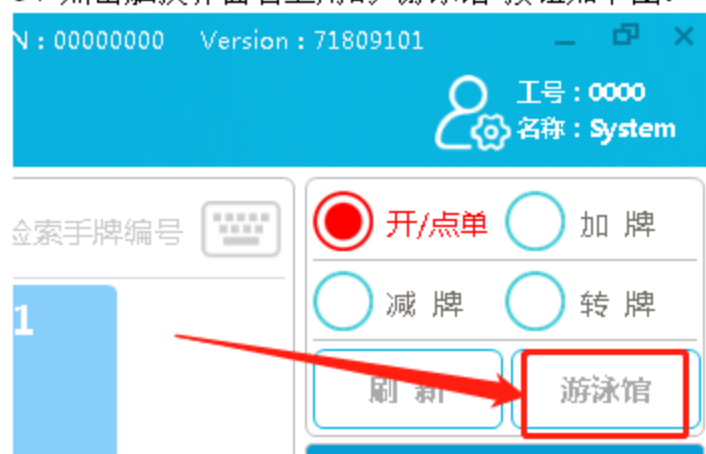 N：00000000 Version：71809101
工号：0000
名称：System
检索手牌编号
开/点单 加 牌
1
减 牌 转 牌
刷 新 游泳馆